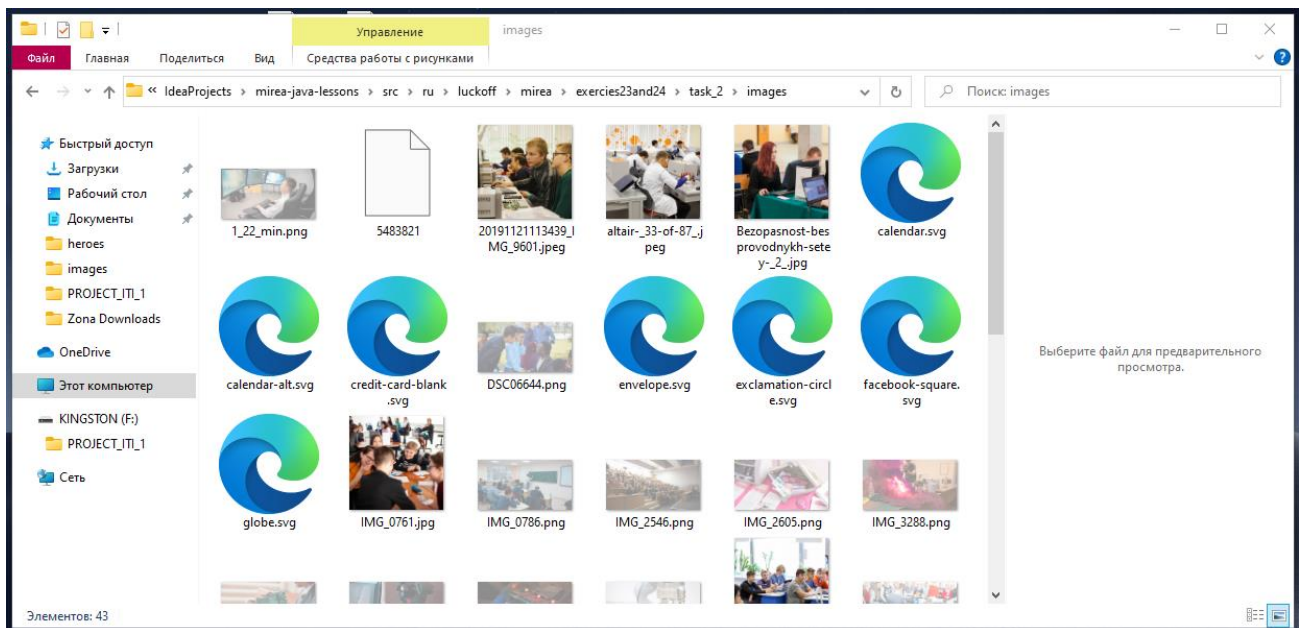 Управление
images
Файл
Главная
Поделиться
Вид
Средства работы с рисунками
« IdeaProjects › mirea-java-lessons › src › ru › luckoff › mirea › exercies23and24 › task_2 › images
Поиск: images
Быстрый доступ
Загрузки
Рабочий стол
Документы
heroes
images
PROJECT_ITI_1
Zona Downloads
OneDrive
Этот компьютер
KINGSTON (F:)
PROJECT_ITI_1
Сеть
1_22_min.png
5483821
20191121113439_I
MG_9601.jpeg
altair-_33-of-87_.j
peg
Bezopasnost-bes
provodnykh-sete
y-_2_.jpg
calendar.svg
calendar-alt.svg
credit-card-blank
.svg
DSC06644.png
envelope.svg
exclamation-circl
e.svg
facebook-square.
svg
globe.svg
IMG_0761.jpg
IMG_0786.png
IMG_2546.png
IMG_2605.png
IMG_3288.png
Выберите файл для предварительного
просмотра.
Элементов: 43